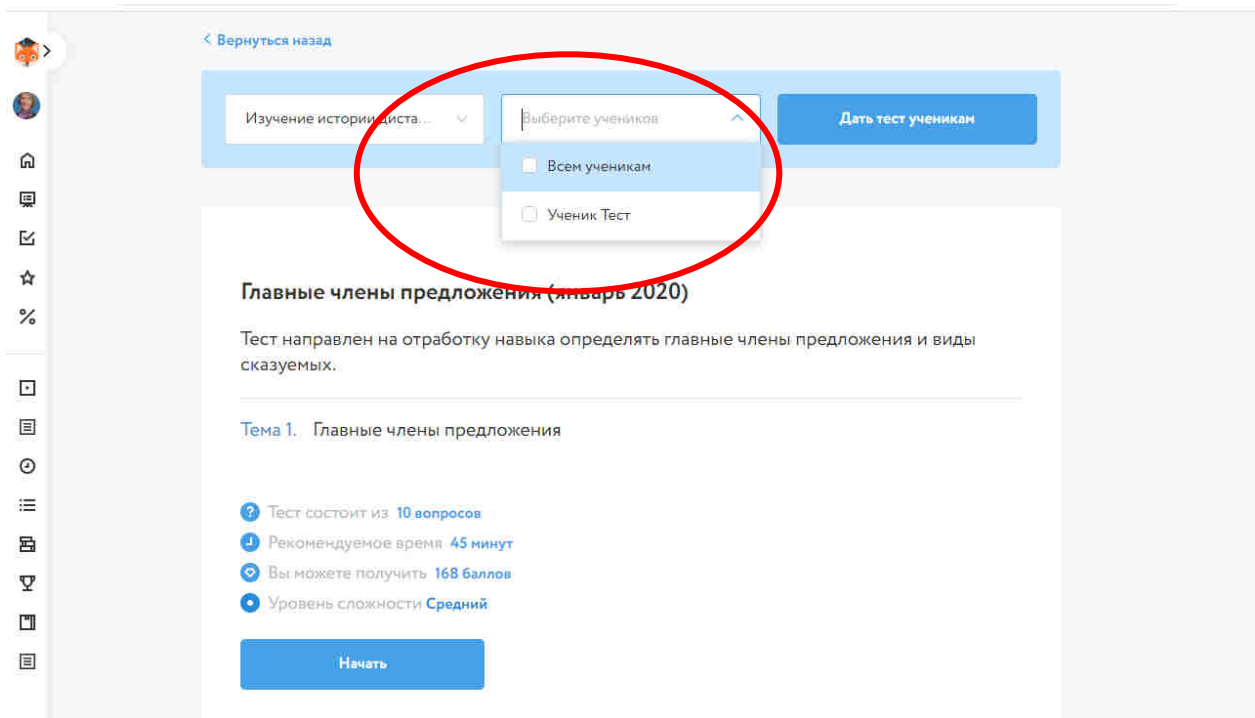 Вернуться назад
Изучение истории диста...
Выберите учеников
Дать тест ученикам
Всем ученикам
Ученик Тест
Главные члены предложения (январь 2020)
Тест направлен на отработку навыка определять главные члены предложения и виды
сказуемых.
Тема 1. Главные члены предложения
Тест состоит из 10 вопросов
Рекомендуемое время 45 минут
Вы можете получить 168 баллов
Уровень сложности Средний
Начать